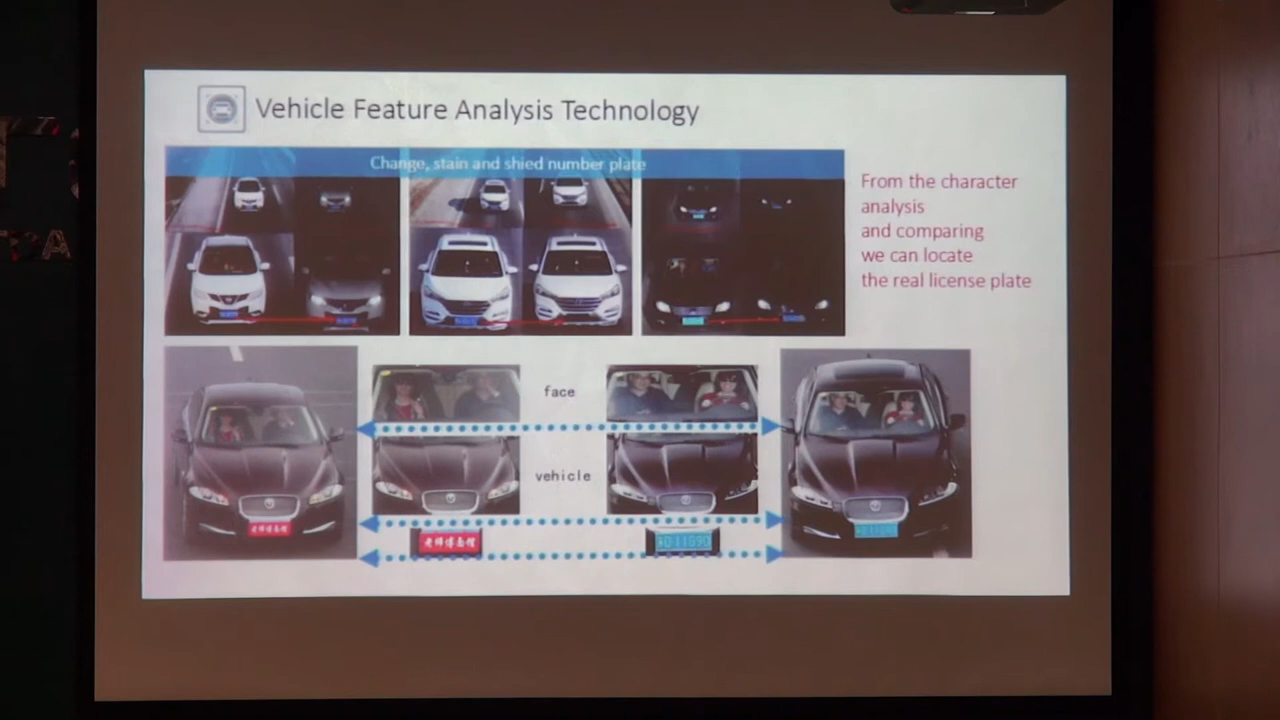 Vehicle Feature Analysis Technology
Change, stain and shied number plate
From the character
analysis
and comparing
we can locate
the real license plate
face
vehicle